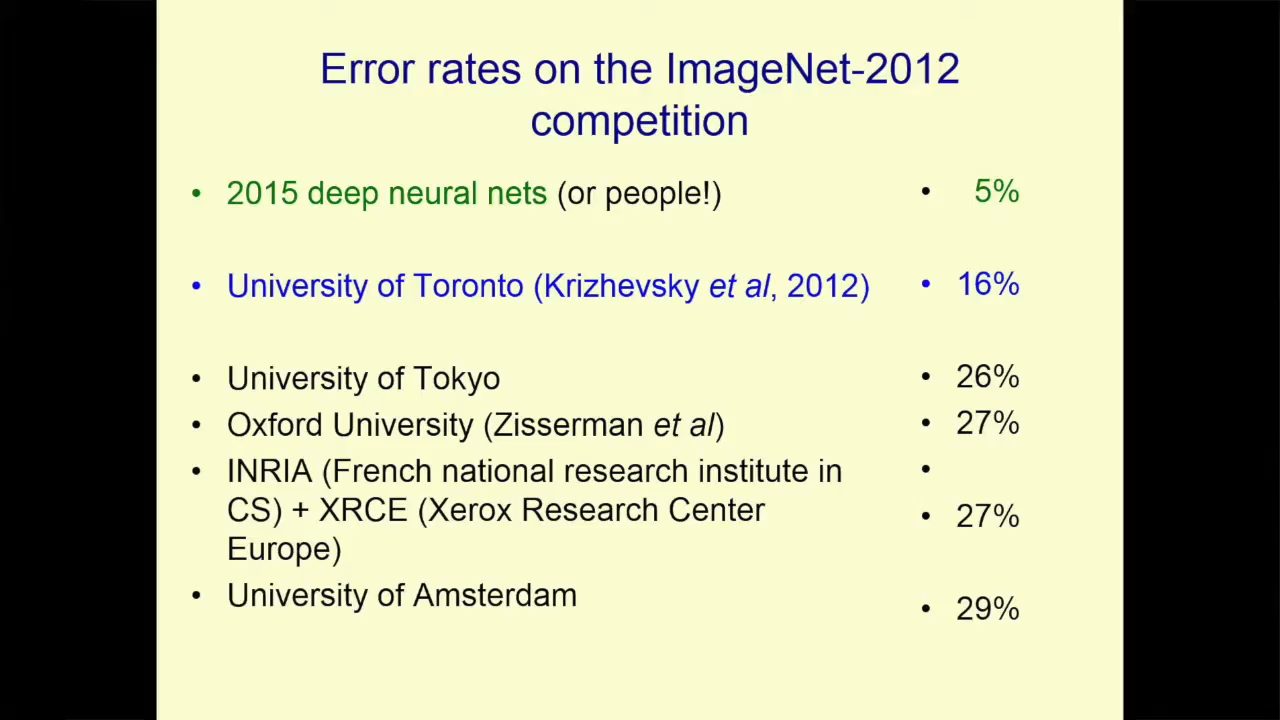 Error rates on the ImageNet-2012
competition
• 2015 deep neural nets (or people!) • 5%
• University of Toronto (Krizhevsky et al, 2012) • 16%
• University of Tokyo • 26%
• Oxford University (Zisserman et al) • 27%
• INRIA (French national research institute in •
CS) + XRCE (Xerox Research Center • 27%
Europe)
• University of Amsterdam • 29%